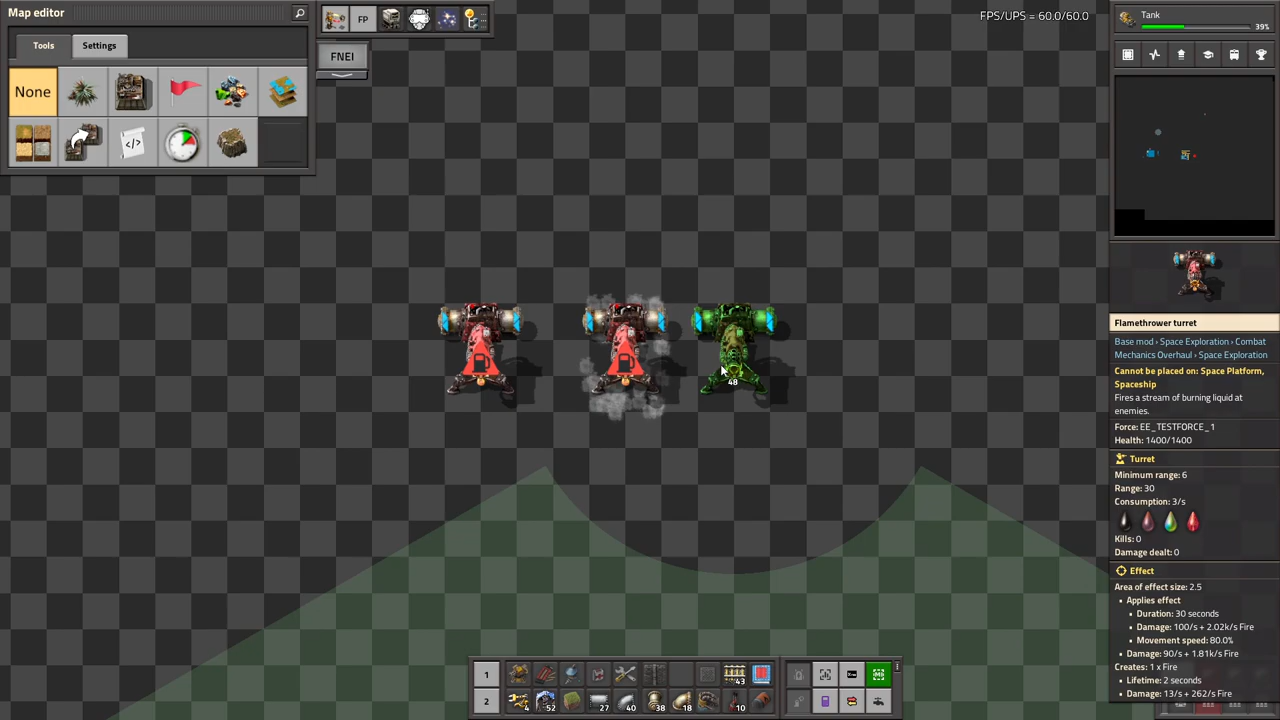 Map editor
Tools
Settings
None
</>
FP
FNEI
FPS/UPS = 60.0/60.0
Tank
39%
48
Flamethrower turret
Base mod › Space Exploration › Combat
Mechanics Overhaul › Space Exploration
Cannot be placed on: Space Platform,
Spaceship
Fires a stream of burning liquid at
enemies.
Force: EE_TESTFORCE_1
Health: 1400/1400
Turret
Minimum range: 6
Range: 30
Consumption: 3/s
Kills: 0
Damage dealt: 0
Effect
Area of effect size: 2.5
• Applies effect
• Duration: 30 seconds
• Damage: 100/s + 2.02k/s Fire
• Movement speed: 80.0%
• Damage: 90/s + 1.81k/s Fire
Creates: 1 x Fire
• Lifetime: 2 seconds
• Damage: 13/s + 262/s Fire
1
43
2
52
27
40
38
18
10